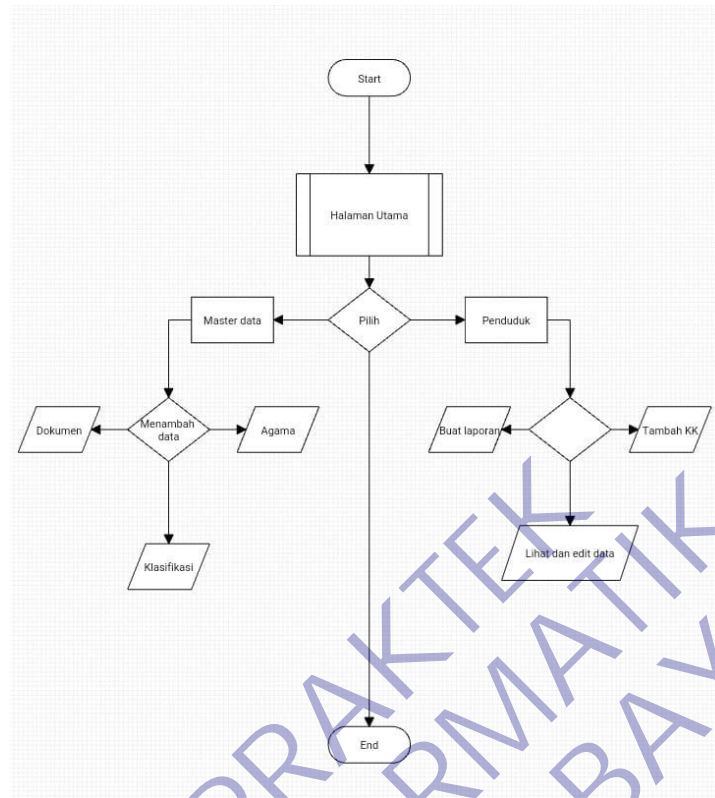 Start
Halaman Utama
Master data
Pilih
Penduduk
Dokumen
Menambah
data
Agama
Buat laporan
Tambah KK
Klasifikasi
Lihat dan edit data
End
PRAKTEK